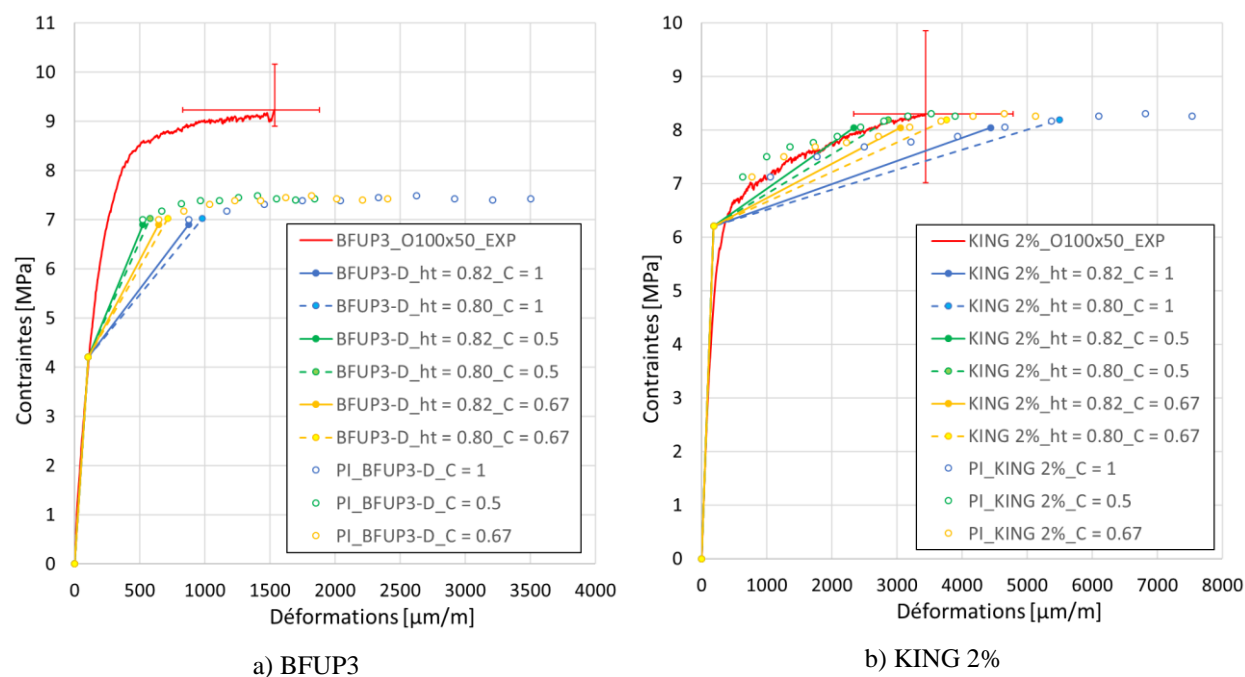 11
10
9
8
7
6
5
4
3
2
1
0
Contraintes [MPa]
0 500 1000 1500 2000 2500 3000 3500 4000
Déformations [µm/m]
BFUP3_O100x50_EXP
BFUP3-D_ht = 0.82_C = 1
BFUP3-D_ht = 0.80_C = 1
BFUP3-D_ht = 0.82_C = 0.5
BFUP3-D_ht = 0.80_C = 0.5
BFUP3-D_ht = 0.82_C = 0.67
BFUP3-D_ht = 0.80_C = 0.67
PI_BFUP3-D_C = 1
PI_BFUP3-D_C = 0.5
PI_BFUP3-D_C = 0.67
a) BFUP3
10
9
8
7
6
5
4
3
2
1
0
Contraintes [MPa]
0 1000 2000 3000 4000 5000 6000 7000 8000
Déformations [µm/m]
KING 2%_O100x50_EXP
KING 2%_ht = 0.82_C = 1
KING 2%_ht = 0.80_C = 1
KING 2%_ht = 0.82_C = 0.5
KING 2%_ht = 0.80_C = 0.5
KING 2%_ht = 0.82_C = 0.67
KING 2%_ht = 0.80_C = 0.67
PI_KING 2%_C = 1
PI_KING 2%_C = 0.5
PI_KING 2%_C = 0.67
b) KING 2%